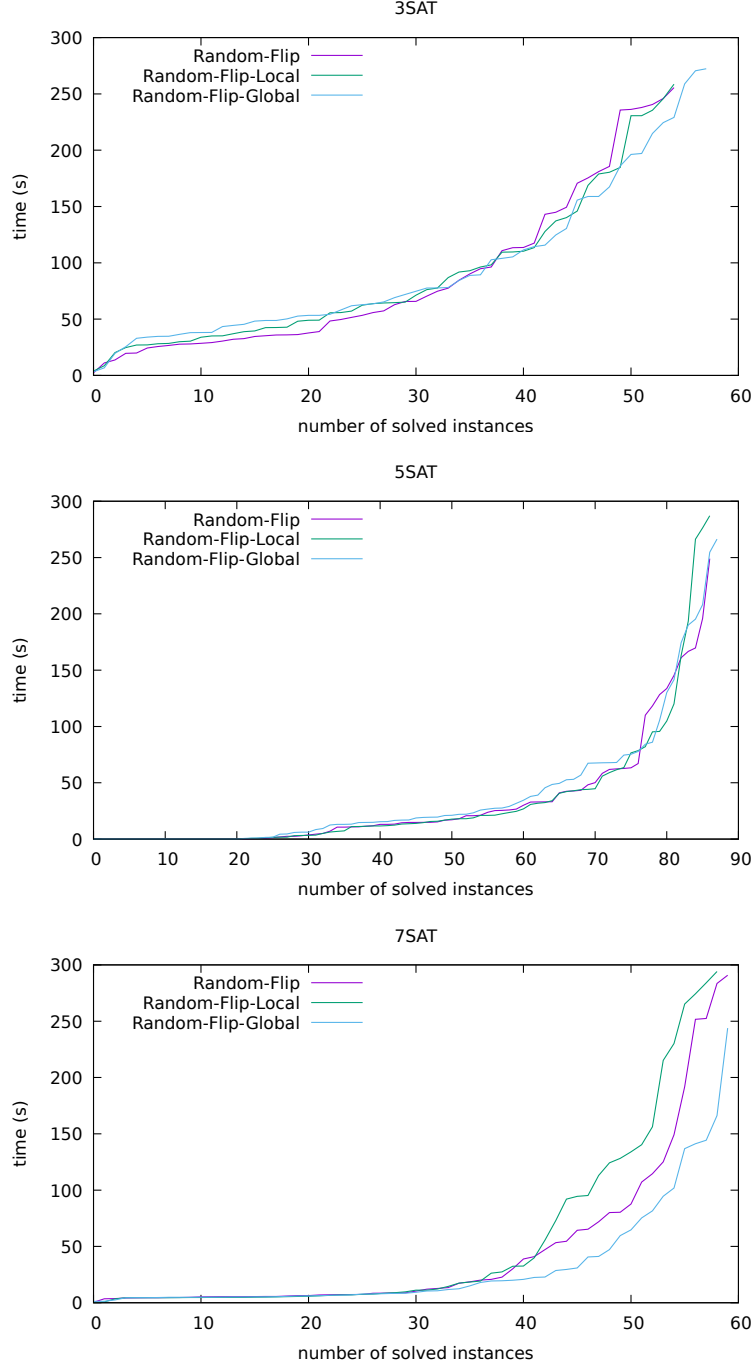 3SAT
300
250
200
150
100
50
0
time (s)
Random-Flip
Random-Flip-Local
Random-Flip-Global
0 10 20 30 40 50 60
number of solved instances
5SAT
300
250
200
150
100
50
0
time (s)
Random-Flip
Random-Flip-Local
Random-Flip-Global
0 10 20 30 40 50 60 70 80 90
number of solved instances
7SAT
300
250
200
150
100
50
0
time (s)
Random-Flip
Random-Flip-Local
Random-Flip-Global
0 10 20 30 40 50 60
number of solved instances